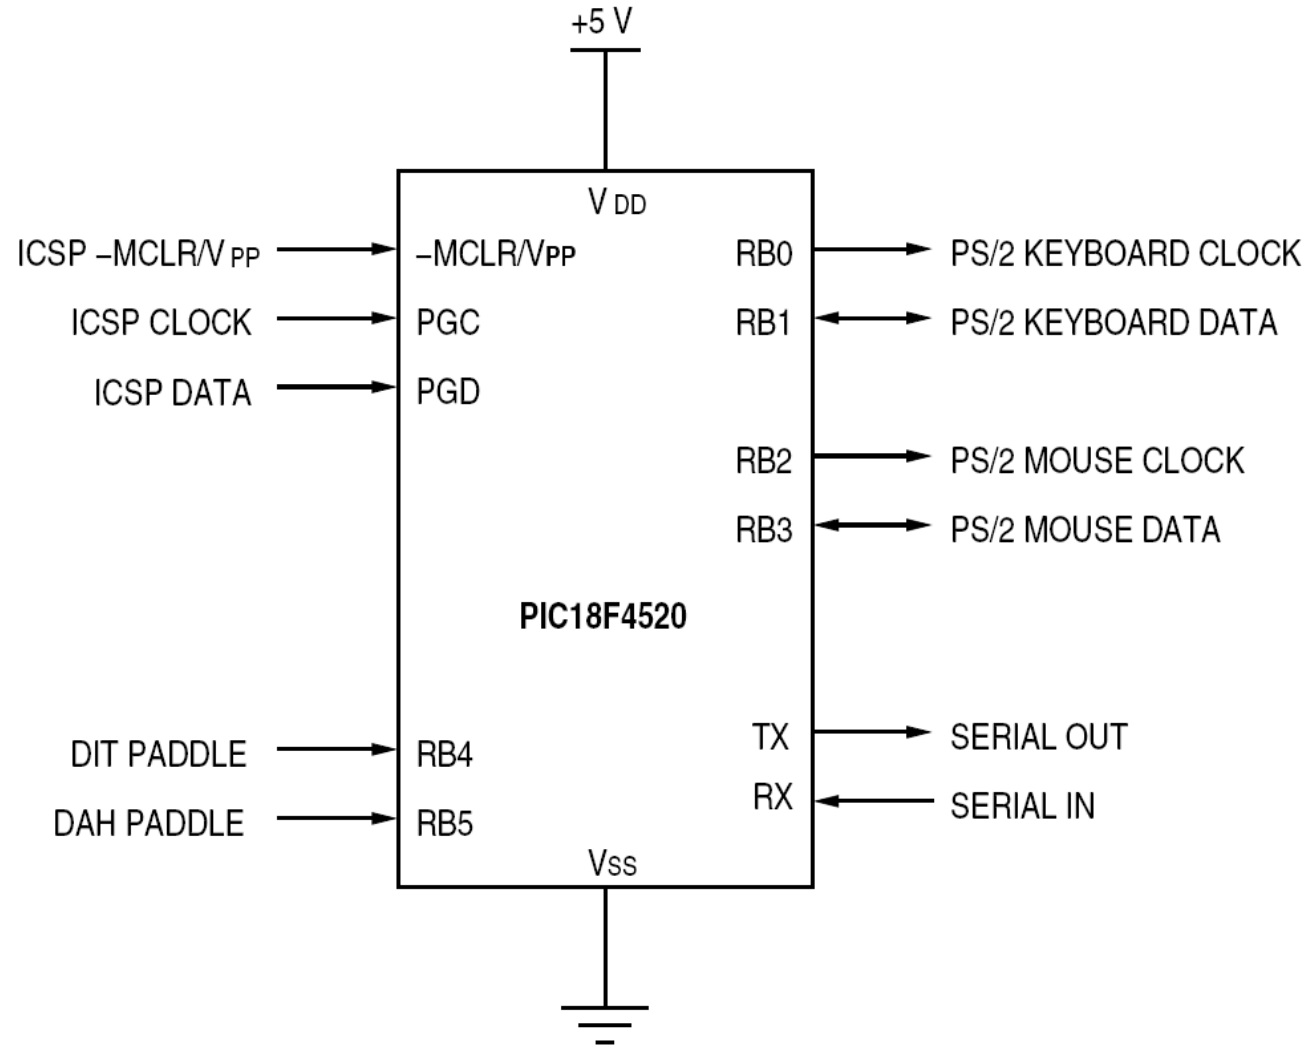 +5 V
V DD
ICSP –MCLR/V PP
–MCLR/VPP
RB0
PS/2 KEYBOARD CLOCK
ICSP CLOCK
PGC
RB1
PS/2 KEYBOARD DATA
ICSP DATA
PGD
RB2
PS/2 MOUSE CLOCK
RB3
PS/2 MOUSE DATA
PIC18F4520
TX
SERIAL OUT
DIT PADDLE
RB4
RX
SERIAL IN
DAH PADDLE
RB5
VSS